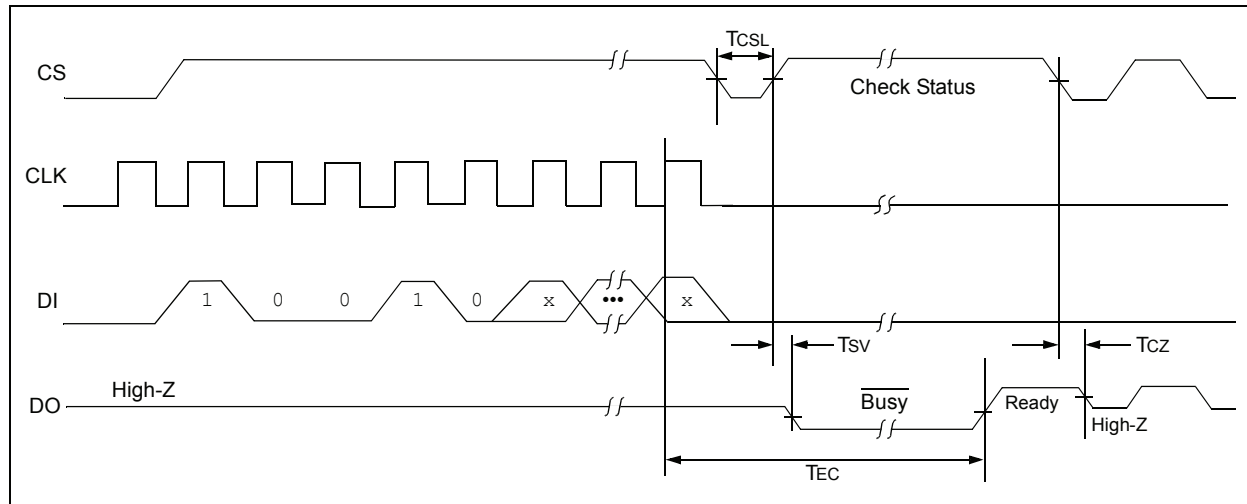 TCSL
CS
Check Status
CLK
DI
1 0 0 1 0 x ••• x
TSV
TCZ
High-Z
DO
Busy
Ready
High-Z
TEC